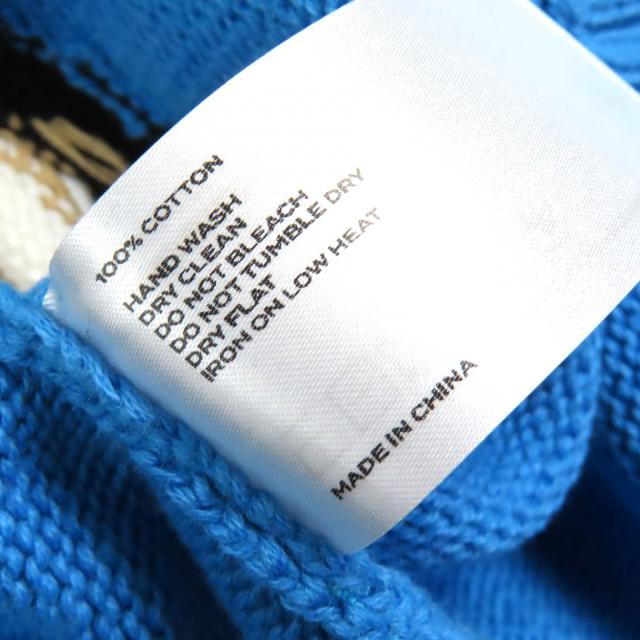 100% COTTON
HAND WASH
DRY CLEAN
DO NOT BLEACH
DO NOT TUMBLE DRY
DRY FLAT
IRON ON LOW HEAT
MADE IN CHINA